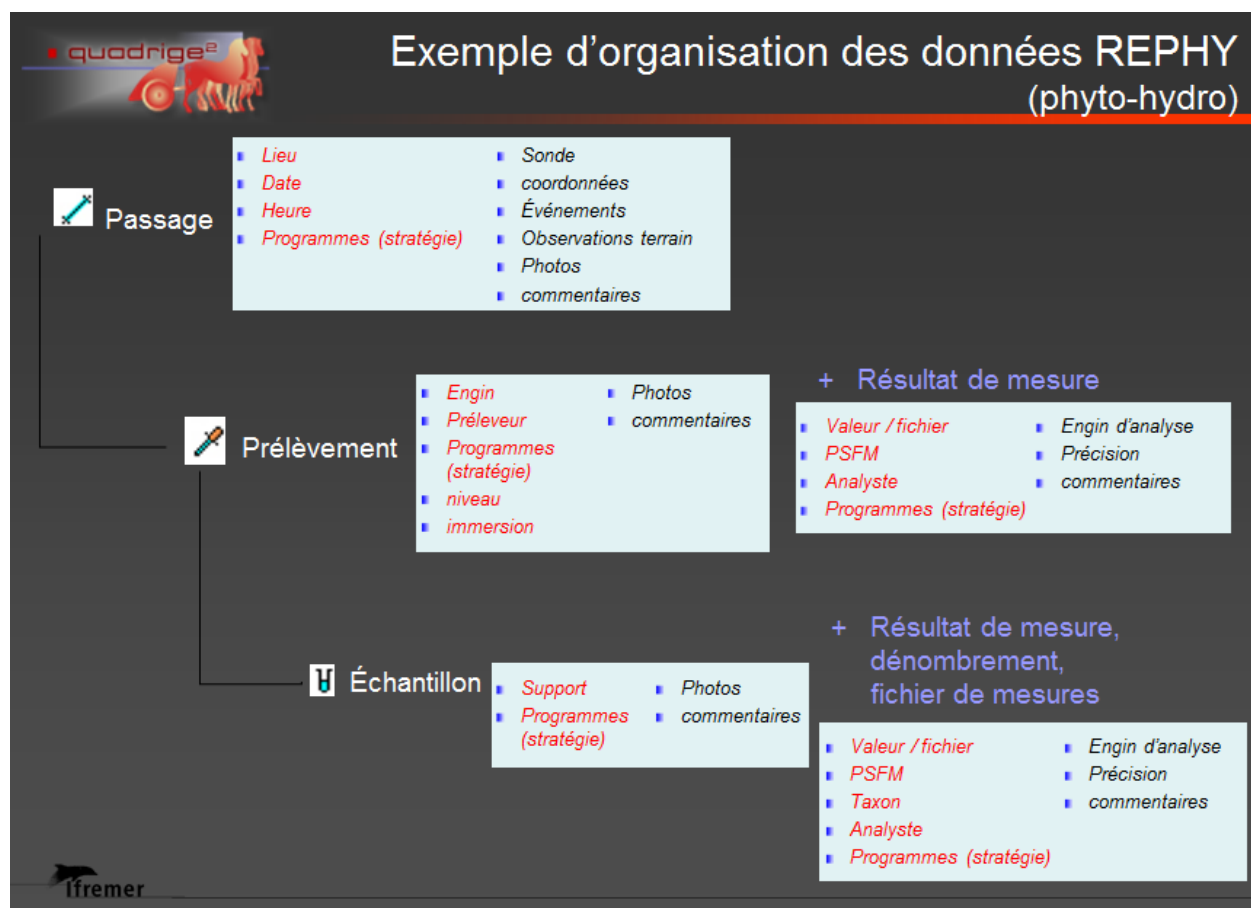 quadrige²
Exemple d'organisation des données REPHY
(phyto-hydro)
Passage
Lieu
Date
Heure
Programmes (stratégie)
Sonde
coordonnées
Événements
Observations terrain
Photos
commentaires
Prélèvement
Engin
Préleveur
Programmes
(stratégie)
niveau
immersion
Photos
commentaires
+ Résultat de mesure
Valeur / fichier
PSFM
Analyste
Programmes (stratégie)
Engin d'analyse
Précision
commentaires
Échantillon
Support
Programmes
(stratégie)
Photos
commentaires
+ Résultat de mesure,
dénombrement,
fichier de mesures
Valeur / fichier
PSFM
Taxon
Analyste
Programmes (stratégie)
Engin d'analyse
Précision
commentaires
Ifremer